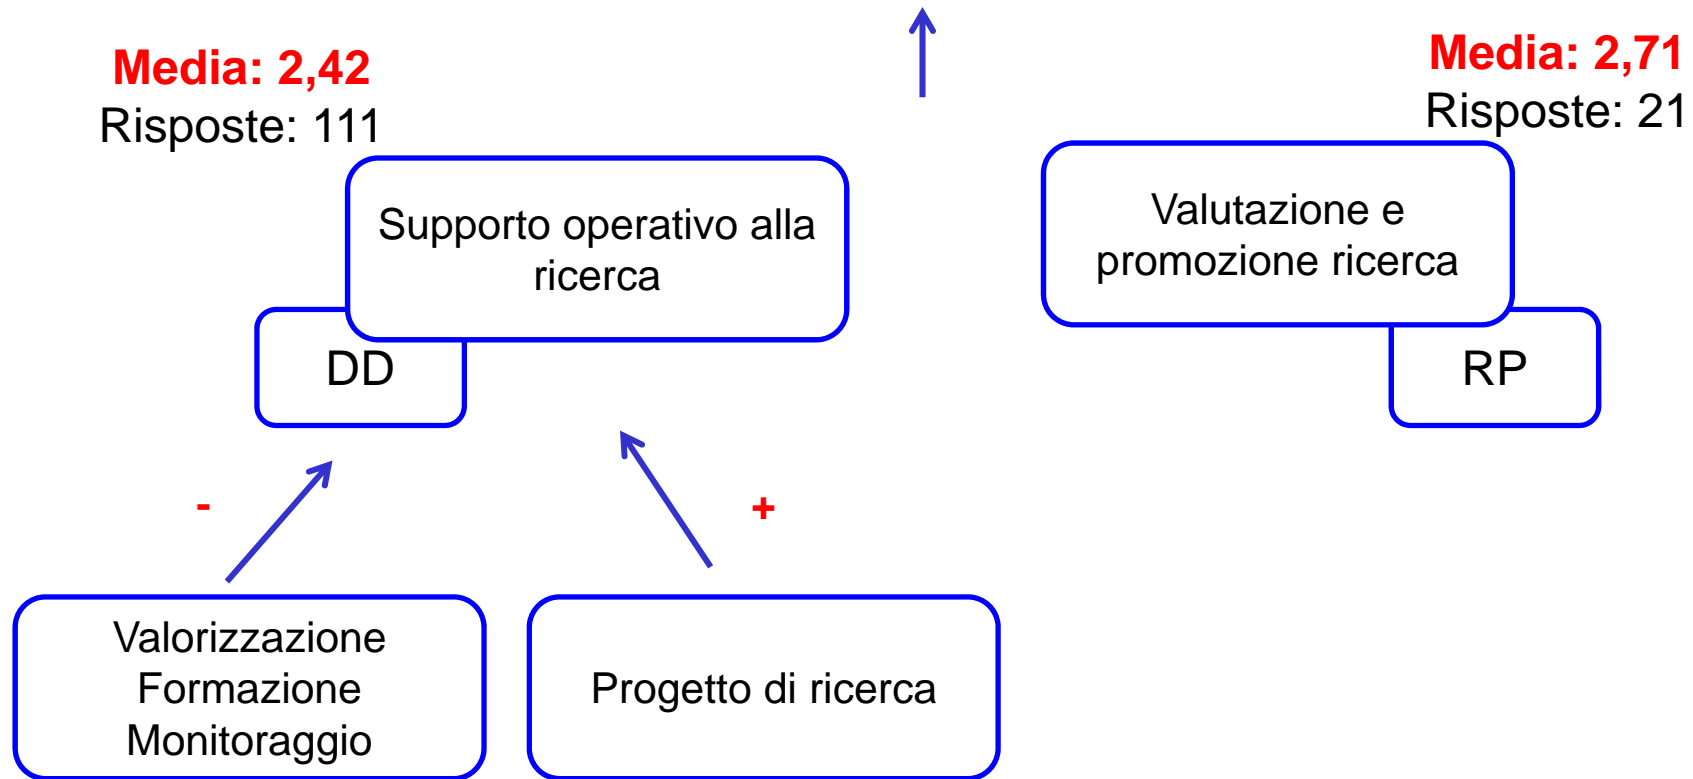 Media: 2,42
Risposte: 111
Media: 2,71
Risposte: 21
Supporto operativo alla
ricerca
Valutazione e
promozione ricerca
DD
RP
-
+
Valorizzazione
Formazione
Monitoraggio
Progetto di ricerca